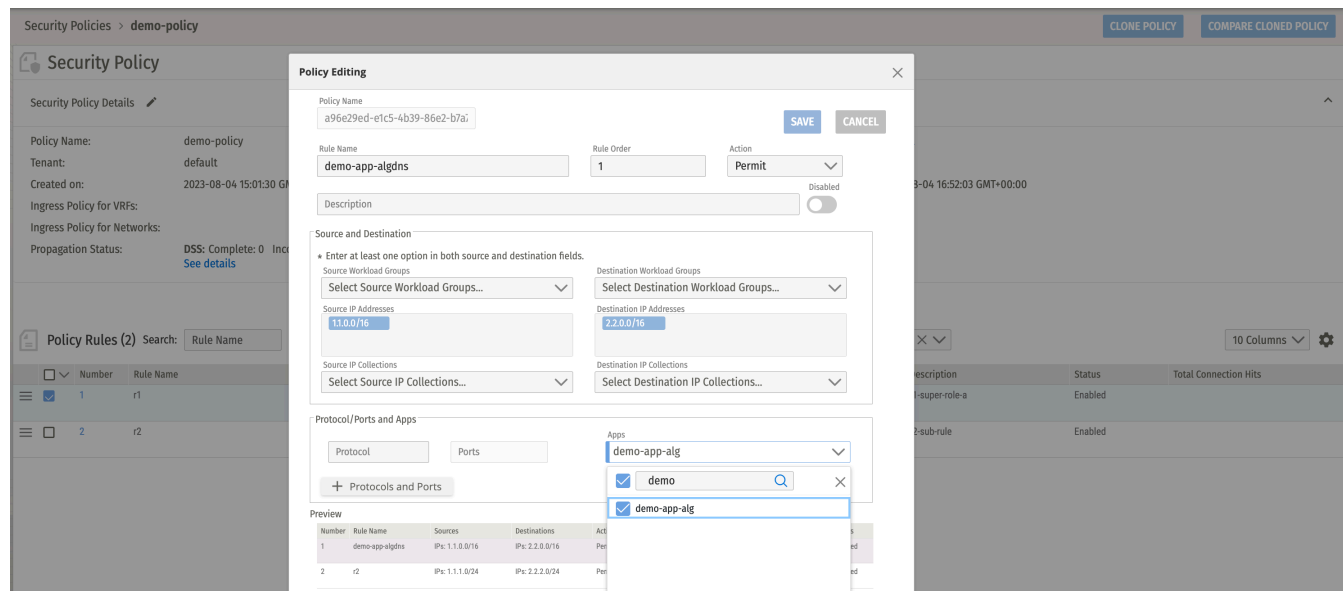 Security Policies > demo-policy
CLONE POLICY
COMPARE CLONED POLICY
Security Policy
Security Policy Details
Policy Name: demo-policy
Tenant: default
Created on: 2023-08-04 15:01:30 GM
3-04 16:52:03 GMT+00:00
Ingress Policy for VRFs:
Ingress Policy for Networks:
Propagation Status: DSS: Complete: 0 Inco
See details
Policy Rules (2) Search: Rule Name
10 Columns
Number Rule Name
escription Status Total Connection Hits
1 r1
1-super-role-a Enabled
2 r2
2-sub-rule Enabled
Policy Editing
Policy Name
a96e29ed-e1c5-4b39-86e2-b7a7
SAVE CANCEL
Rule Name Rule Order Action
demo-app-algdns 1 Permit
Disabled
Description
Source and Destination
* Enter at least one option in both source and destination fields.
Source Workload Groups Destination Workload Groups
Select Source Workload Groups... Select Destination Workload Groups...
Source IP Addresses Destination IP Addresses
1.1.0.0/16 2.2.0.0/16
Source IP Collections Destination IP Collections
Select Source IP Collections... Select Destination IP Collections...
Protocol/Ports and Apps
Apps
Protocol Ports demo-app-alg
demo
+ Protocols and Ports
demo-app-alg
Preview
Number Rule Name Sources Destinations Act s
1 demo-app-algdns IPs: 1.1.0.0/16 IPs: 2.2.0.0/16 Per ed
2 r2 IPs: 1.1.1.0/24 IPs: 2.2.2.0/24 Per ed